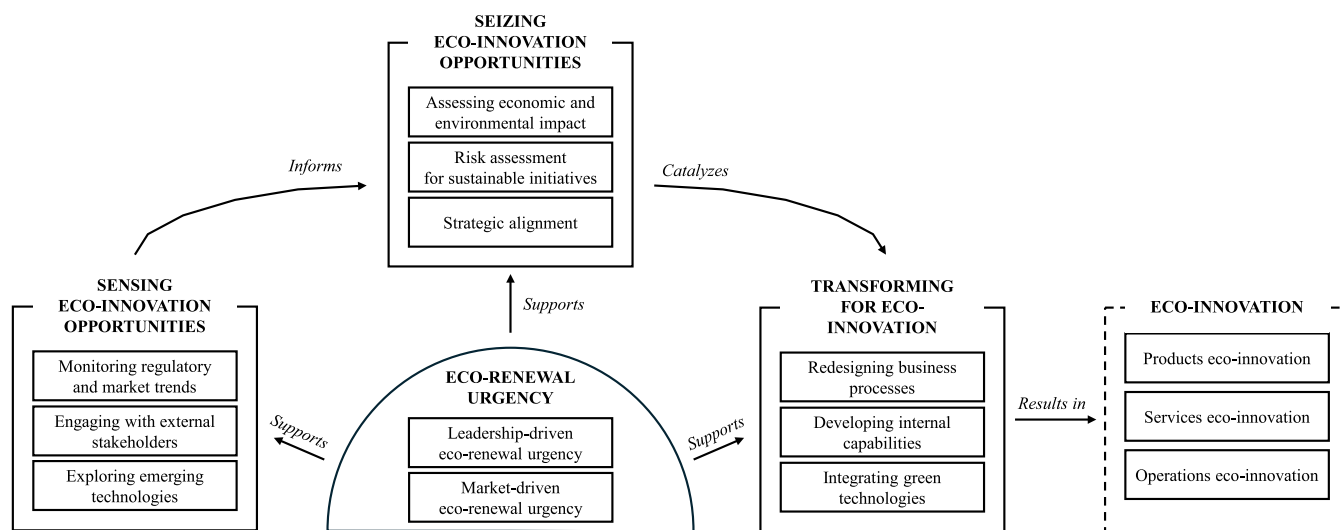 SEIZING
ECO-INNOVATION
OPPORTUNITIES
Assessing economic and
environmental impact
Risk assessment
for sustainable initiatives
Strategic alignment
Informs
Catalyzes
SENSING
ECO-INNOVATION
OPPORTUNITIES
Monitoring regulatory
and market trends
Engaging with external
stakeholders
Exploring emerging
technologies
Supports
Supports
ECO-RENEWAL
URGENCY
Leadership-driven
eco-renewal urgency
Market-driven
eco-renewal urgency
Supports
TRANSFORMING
FOR ECO-
INNOVATION
Redesigning business
processes
Developing internal
capabilities
Integrating green
technologies
Results in
ECO-INNOVATION
Products eco-innovation
Services eco-innovation
Operations eco-innovation